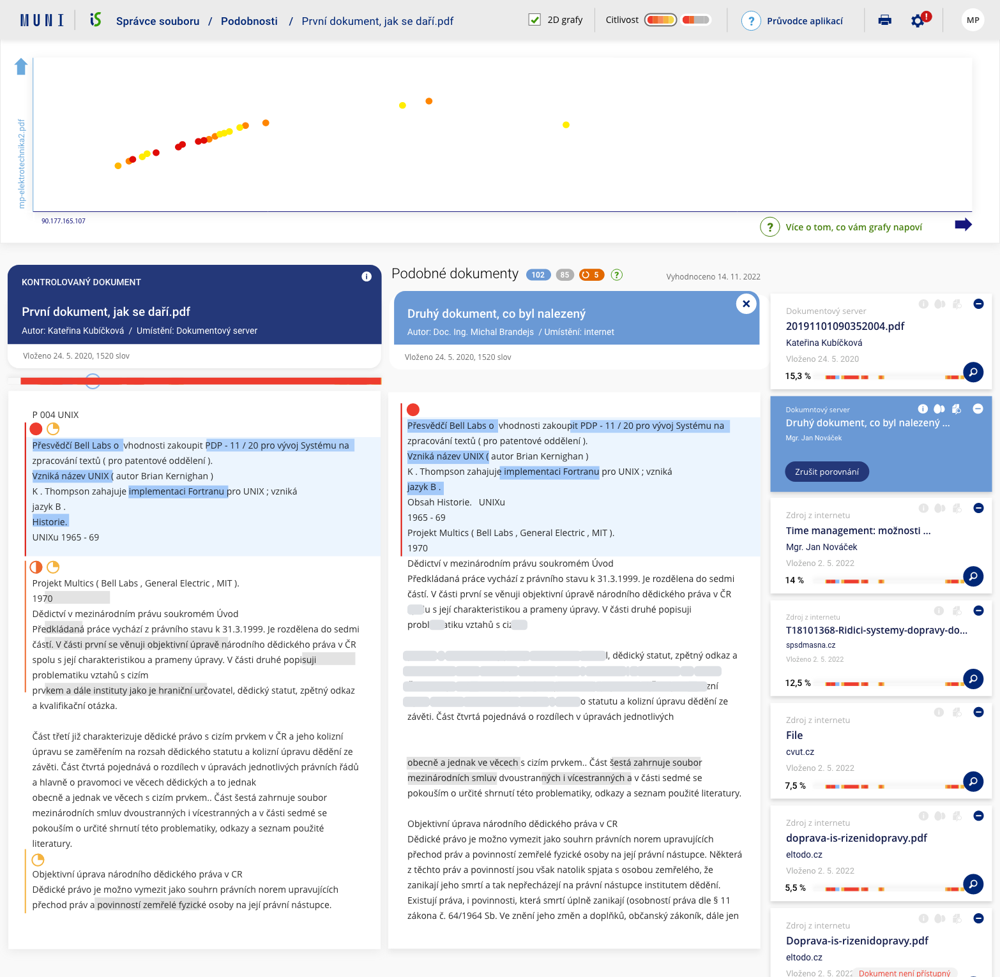 MUNI iS Správce souboru / Podobnosti / První dokument, jak se daří.pdf 2D grafy Citlivost ? Průvodce aplikací ! MP
mp-elektrotechnika2.pdf
90.177.165.107
? Více o tom, co vám grafy napoví
KONTROLOVANÝ DOKUMENT i
První dokument, jak se daří.pdf
Autor: Kateřina Kubíčková / Umístění: Dokumentový server
Vloženo 24. 5. 2020, 1520 slov
P 004 UNIX
Přesvědčí Bell Labs o vhodnosti zakoupit PDP - 11 / 20 pro vývoj Systému na
zpracování textů ( pro patentové oddělení ).
Vzniká název UNIX ( autor Brian Kernighan )
K . Thompson zahajuje implementaci Fortranu pro UNIX ; vzniká
jazyk B .
Historie.
UNIXu 1965 - 69
Projekt Multics ( Bell Labs , General Electric , MIT ).
1970
Dědictví v mezinárodním právu soukromém Úvod
Předkládaná práce vychází z právního stavu k 31.3.1999. Je rozdělena do sedmi
částí. V části první se věnuji objektivní úpravě národního dědického práva v ČR
spolu s její charakteristikou a prameny úpravy. V části druhé popisuji
problematiku vztahů s cizím
prvkem a dále instituty jako je hraniční určovatel, dědický statut, zpětný odkaz
a kvalifikační otázka.
Část třetí již charakterizuje dědické právo s cizím prvkem v ČR a jeho kolizní
úpravu se zaměřením na rozsah dědického statutu a kolizní úpravu dědění ze
závěti. Část čtvrtá pojednává o rozdílech v úpravách jednotlivých právních řádů
a hlavně o pravomoci ve věcech dědických a to jednak
obecně a jednak ve věcech s cizím prvkem.. Část šestá zahrnuje soubor
mezinárodních smluv dvoustranných i vícestranných a v části sedmé se
pokouším o určité shrnutí této problematiky, odkazy a seznam použité
literatury.
Objektivní úprava národního dědického práva v CR
Dědické právo je možno vymezit jako souhrn právních norem upravujících
přechod práv a povinností zemřelé fyzické osoby na její právní nástupce.
Podobné dokumenty 102 85 5 ? Vyhodnoceno 14. 11. 2022
Druhý dokument, co byl nalezený
Autor: Doc. Ing. Michal Brandejs / Umístění: internet
Vloženo 24. 5. 2020, 1520 slov
Přesvědčí Bell Labs o vhodnosti zakoupit PDP - 11 / 20 pro vývoj Systému na
zpracování textů ( pro patentové oddělení ).
Vzniká název UNIX ( autor Brian Kernighan )
K . Thompson zahajuje implementaci Fortranu pro UNIX ; vzniká
jazyk B .
Obsah Historie. UNIXu
1965 - 69
Projekt Multics ( Bell Labs , General Electric , MIT ).
1970
Dědictví v mezinárodním právu soukromém Úvod
Předkládaná práce vychází z právního stavu k 31.3.1999. Je rozdělena do sedmi
částí. V části první se věnuji objektivní úpravě národního dědického práva v ČR
lu s její charakteristikou a prameny úpravy. V části druhé popisuji
probl atiku vztahů s ciz
l, dědický statut, zpětný odkaz a
zní
o statutu a kolizní úpravu dědění ze
závěti. Část čtvrtá pojednává o rozdílech v úpravách jednotlivých
obecně a jednak ve věcech s cizím prvkem.. Část šestá zahrnuje soubor
mezinárodních smluv dvoustranných i vícestranných a v části sedmé se
pokouším o určité shrnutí této problematiky, odkazy a seznam použité literatury.
Objektivní úprava národního dědického práva v CR
Dědické právo je možno vymezit jako souhrn právních norem upravujících
přechod práv a povinností zemřelé fyzické osoby na její právní nástupce. Některá
z těchto práv a povinností jsou však natolik spjata s osobou zemřelého, že
zanikají jeho smrtí a tak nepřecházejí na právní nástupce institutem dědění.
Existují práva, i povinnosti, která smrtí úplně zanikají (osobností práva dle § 11
zákona č. 64/1964 Sb. Ve znění jeho změn a doplňků, občanský zákoník, dále jen
Dokumentový server
20191101090352004.pdf
Kateřina Kubíčková
Vloženo 24. 5. 2020
15,3 %
Dokumntový server
Druhý dokument, co byl nalezený ...
Mgr. Jan Nováček
Zrušit porovnání
Zdroj z internetu
Time management: možnosti ...
Mgr. Jan Nováček
Vloženo 2. 5. 2022
14 %
Zdroj z internetu
T18101368-Ridici-systemy-dopravy-do...
spsdmasna.cz
Vloženo 2. 5. 2022
12,5 %
Zdroj z internetu
File
cvut.cz
Vloženo 2. 5. 2022
7,5 %
Zdroj z internetu
doprava-is-rizenidopravy.pdf
eltodo.cz
Vloženo 2. 5. 2022
5,5 %
Zdroj z internetu
Doprava-is-rizenidopravy.pdf
eltodo.cz
Vloženo 2. 5. 2022 Dokument není přístupný